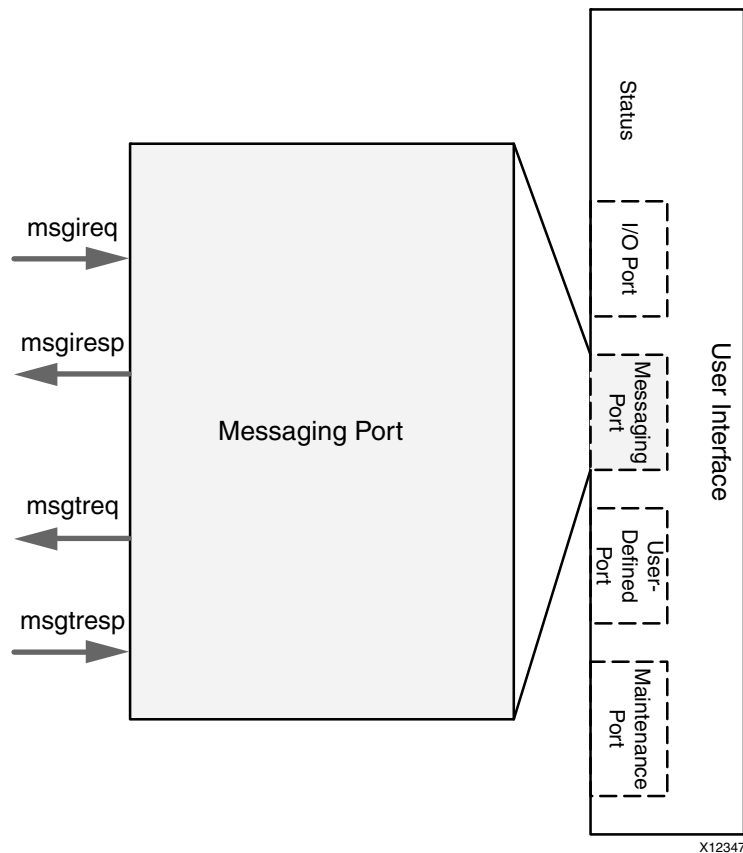 msgireq
msgiresp
msgtreq
msgtresp
Messaging Port
Status
I/O Port
Messaging
Port
User-
Defined
Port
Maintenance
Port
User Interface
X12347